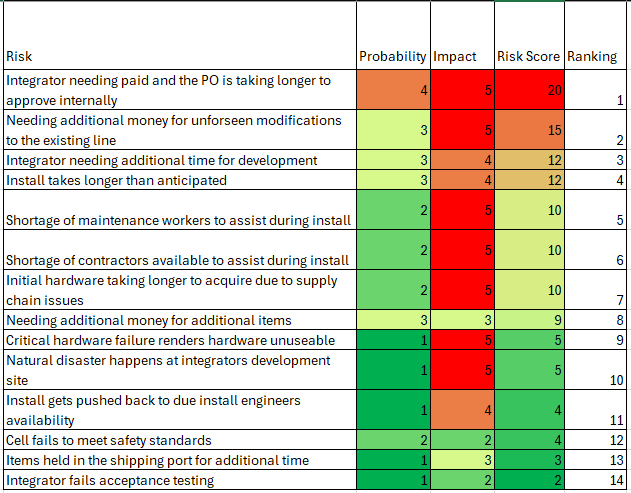 Risk Probability Impact Risk Score Ranking
Integrator needing paid and the PO is taking longer to
approve internally 4 5 20 1
Needing additional money for unforseen modifications
to the existing line 3 5 15 2
Integrator needing additional time for development 3 4 12 3
Install takes longer than anticipated 3 4 12 4
Shortage of maintenance workers to assist during install 2 5 10 5
Shortage of contractors available to assist during install 2 5 10 6
Initial hardware taking longer to acquire due to supply
chain issues 2 5 10 7
Needing additional money for additional items 3 3 9 8
Critical hardware failure renders hardware unuseable 1 5 5 9
Natural disaster happens at integrators development
site 1 5 5 10
Install gets pushed back to due install engineers
availability 1 4 4 11
Cell fails to meet safety standards 2 2 4 12
Items held in the shipping port for additional time 1 3 3 13
Integrator fails acceptance testing 1 2 2 14